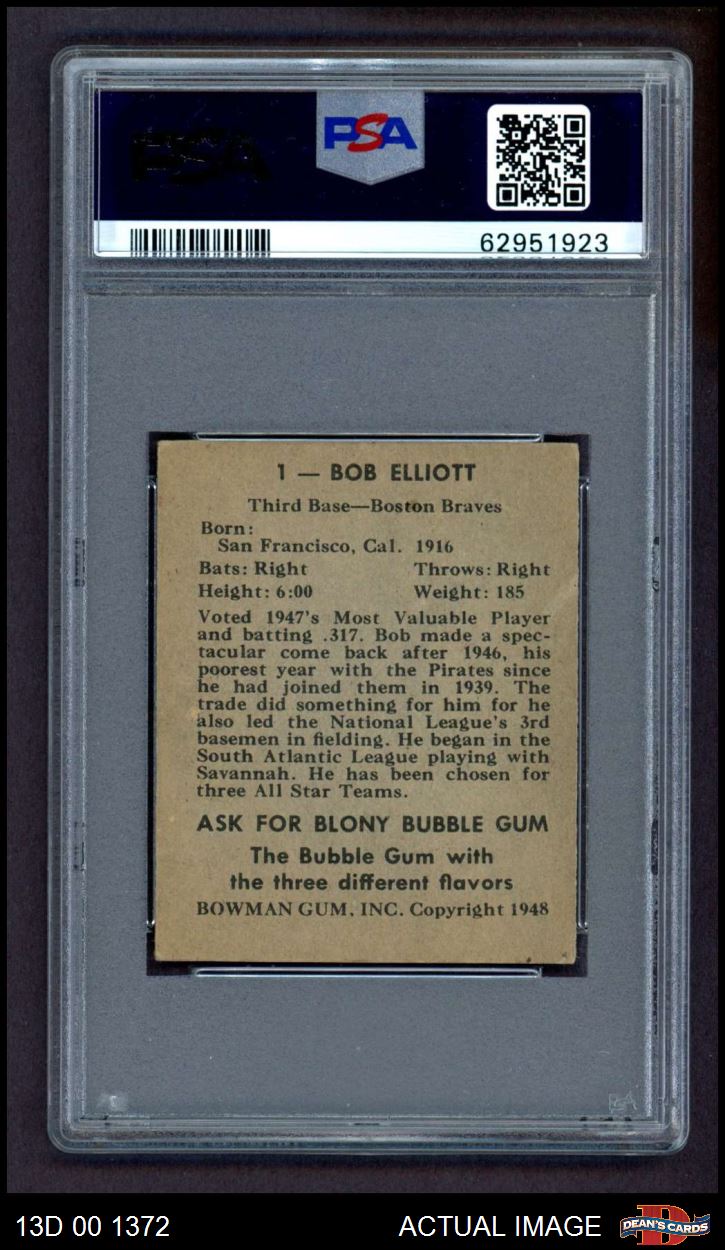 PSA
PSA
62951923
1 — BOB ELLIOTT
Third Base—Boston Braves
Born:
San Francisco, Cal. 1916
Bats: Right Throws: Right
Height: 6:00 Weight: 185
Voted 1947's Most Valuable Player
and batting .317. Bob made a spec-
tacular come back after 1946, his
poorest year with the Pirates since
he had joined them in 1939. The
trade did something for him for he
also led the National League's 3rd
basemen in fielding. He began in the
South Atlantic League playing with
Savannah. He has been chosen for
three All Star Teams.
ASK FOR BLONY BUBBLE GUM
The Bubble Gum with
the three different flavors
BOWMAN GUM, INC. Copyright 1948
PSA
13D 00 1372 ACTUAL IMAGE DEAN'S CARDS